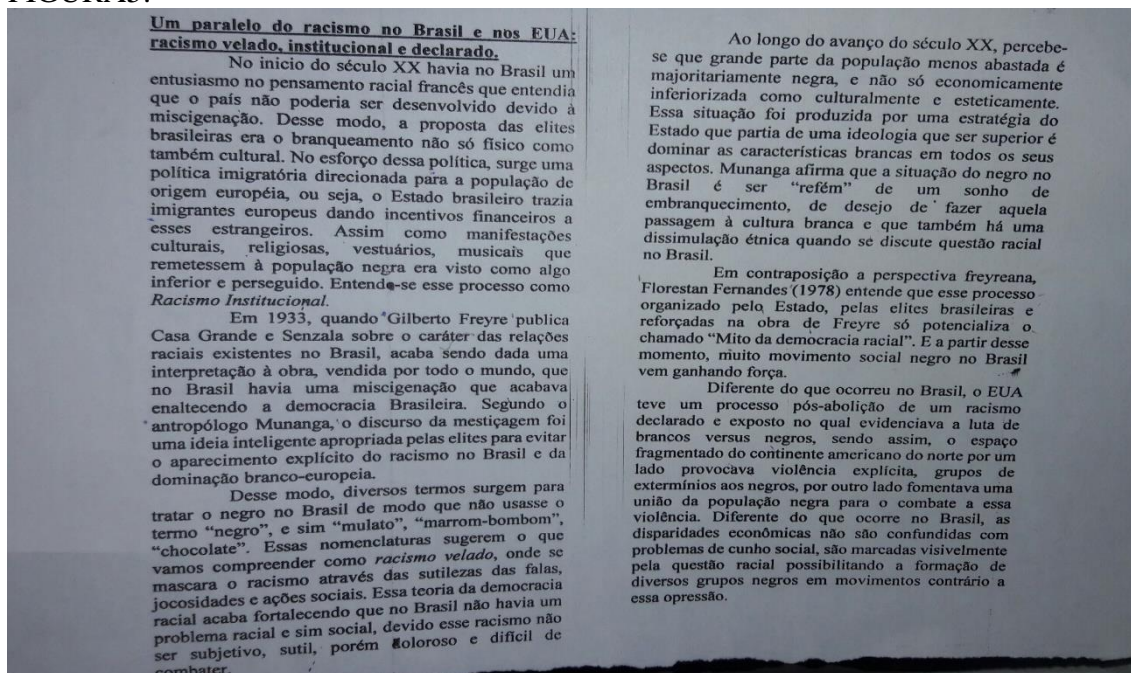 FIGURA3:
Um paralelo do racismo no Brasil e nos EUA:
racismo velado, institucional e declarado.
No inicio do século XX havia no Brasil um
entusiasmo no pensamento racial francês que entendia
que o país não poderia ser desenvolvido devido à
miscigenação. Desse modo, a proposta das elites
brasileiras era o branqueamento não só físico como
também cultural. No esforço dessa política, surge uma
política imigratória direcionada para a população de
origem européia, ou seja, o Estado brasileiro trazia
imigrantes europeus dando incentivos financeiros a
esses estrangeiros. Assim como manifestações
culturais, religiosas, vestuários, musicais que
remetessem à população negra era visto como algo
inferior e perseguido. Entende-se esse processo como
Racismo Institucional.
Em 1933, quando Gilberto Freyre publica
Casa Grande e Senzala sobre o caráter das relações
raciais existentes no Brasil, acaba sendo dada uma
interpretação à obra, vendida por todo o mundo, que
no Brasil havia uma miscigenação que acabava
enaltecendo a democracia Brasileira. Segundo o
antropólogo Munanga, o discurso da mestiçagem foi
uma ideia inteligente apropriada pelas elites para evitar
o aparecimento explícito do racismo no Brasil e da
dominação branco-europeia.
Desse modo, diversos termos surgem para
tratar o negro no Brasil de modo que não usasse o
termo "negro", e sim "mulato", "marrom-bombom",
"chocolate". Essas nomenclaturas sugerem o que
vamos compreender como racismo velado, onde se
mascara o racismo através das sutilezas das falas,
jocosidades e ações sociais. Essa teoria da democracia
racial acaba fortalecendo que no Brasil não havia um
problema racial e sim social, devido esse racismo não
ser subjetivo, sutil, porém doloroso e difícil de
combater.
Ao longo do avanço do século XX, percebe-
se que grande parte da população menos abastada é
majoritariamente negra, e não só economicamente
inferiorizada como culturalmente e esteticamente.
Essa situação foi produzida por uma estratégia do
Estado que partia de uma ideologia que ser superior é
dominar as características brancas em todos os seus
aspectos. Munanga afirma que a situação do negro no
Brasil é ser "refém" de um sonho de
embranquecimento, de desejo de fazer aquela
passagem à cultura branca e que também há uma
dissimulação étnica quando se discute questão racial
no Brasil.
Em contraposição a perspectiva freyreana,
Florestan Fernandes (1978) entende que esse processo
organizado pelo Estado, pelas elites brasileiras e
reforçadas na obra de Freyre só potencializa o
chamado "Mito da democracia racial". E a partir desse
momento, muito movimento social negro no Brasil
vem ganhando força.
Diferente do que ocorreu no Brasil, o EUA
teve um processo pós-abolição de um racismo
declarado e exposto no qual evidenciava a luta de
brancos versus negros, sendo assim, o espaço
fragmentado do continente americano do norte por um
lado provocava violência explícita, grupos de
extermínios aos negros, por outro lado fomentava uma
união da população negra para o combate a essa
violência. Diferente do que ocorre no Brasil, as
disparidades econômicas não são confundidas com
problemas de cunho social, são marcadas visivelmente
pela questão racial possibilitando a formação de
diversos grupos negros em movimentos contrário a
essa opressão.